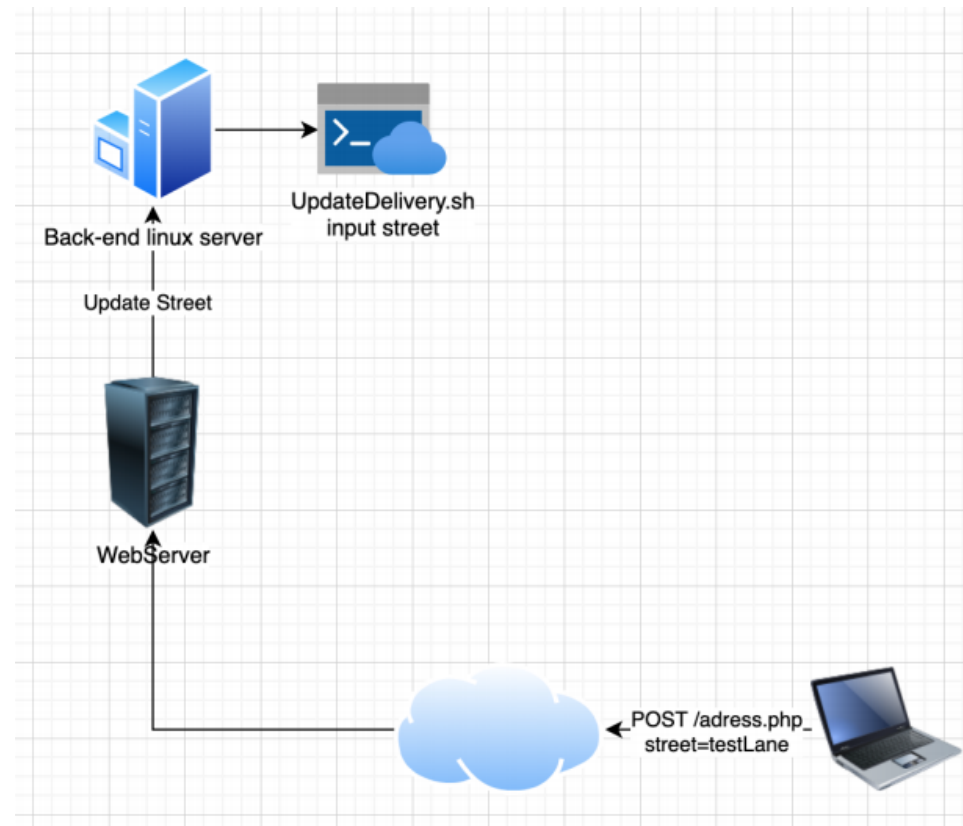 >_
UpdateDelivery.sh
input street
Back-end linux server
Update Street
WebServer
POST /adress.php_
street=testLane